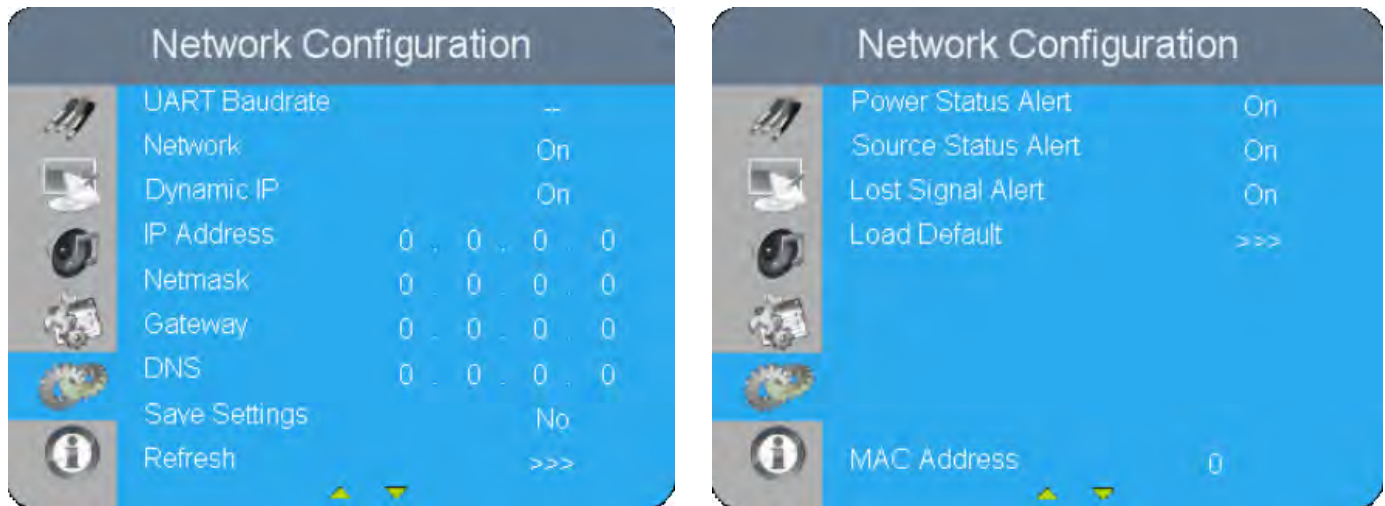 Network Configuration
UART Baudrate --
Network On
Dynamic IP On
IP Address 0 . 0 . 0 . 0
Netmask 0 . 0 . 0 . 0
Gateway 0 . 0 . 0 . 0
DNS 0 . 0 . 0 . 0
Save Settings No
Refresh >>>
Network Configuration
Power Status Alert On
Source Status Alert On
Lost Signal Alert On
Load Default >>>
MAC Address 0